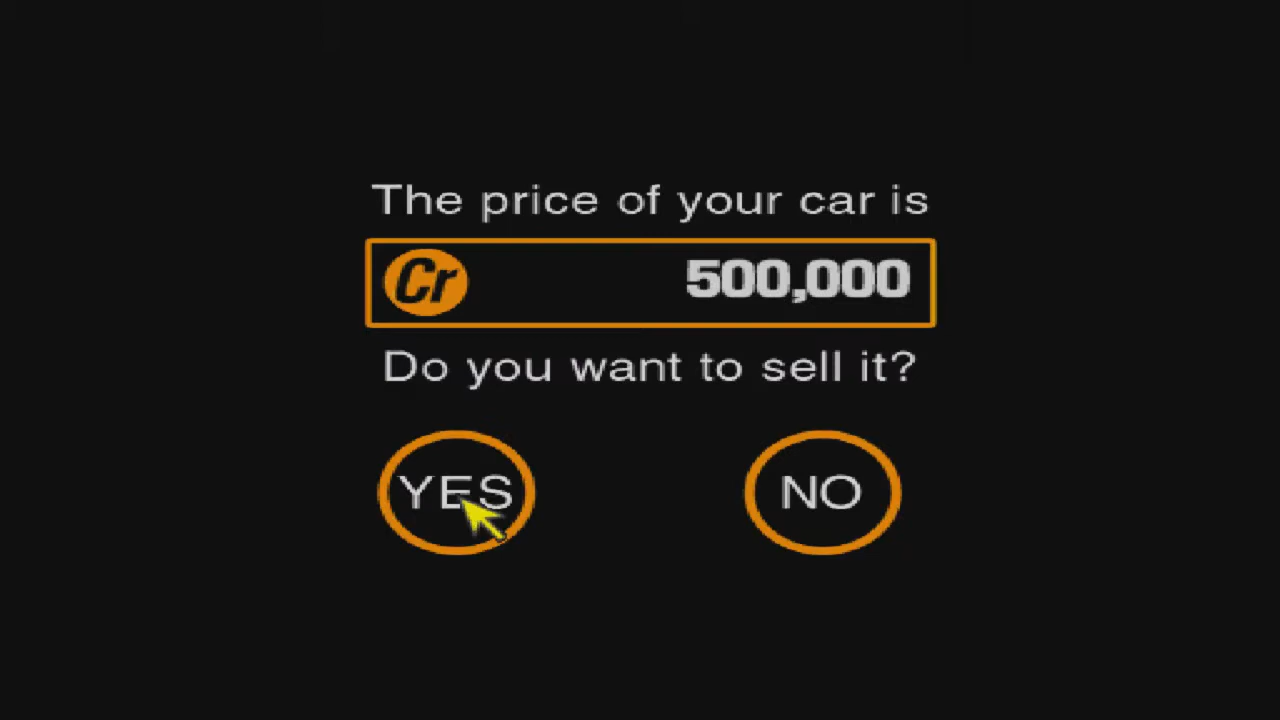 The price of your car is
Cr 500,000
Do you want to sell it?
YES NO